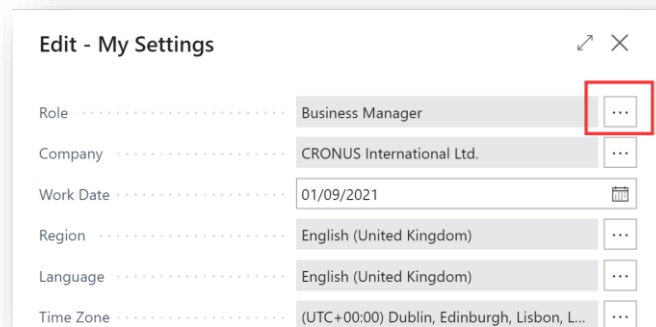 Edit - My Settings
Role Business Manager ...
Company CRONUS International Ltd. ...
Work Date 01/09/2021
Region English (United Kingdom) ...
Language English (United Kingdom) ...
Time Zone (UTC+00:00) Dublin, Edinburgh, Lisbon, L... ...